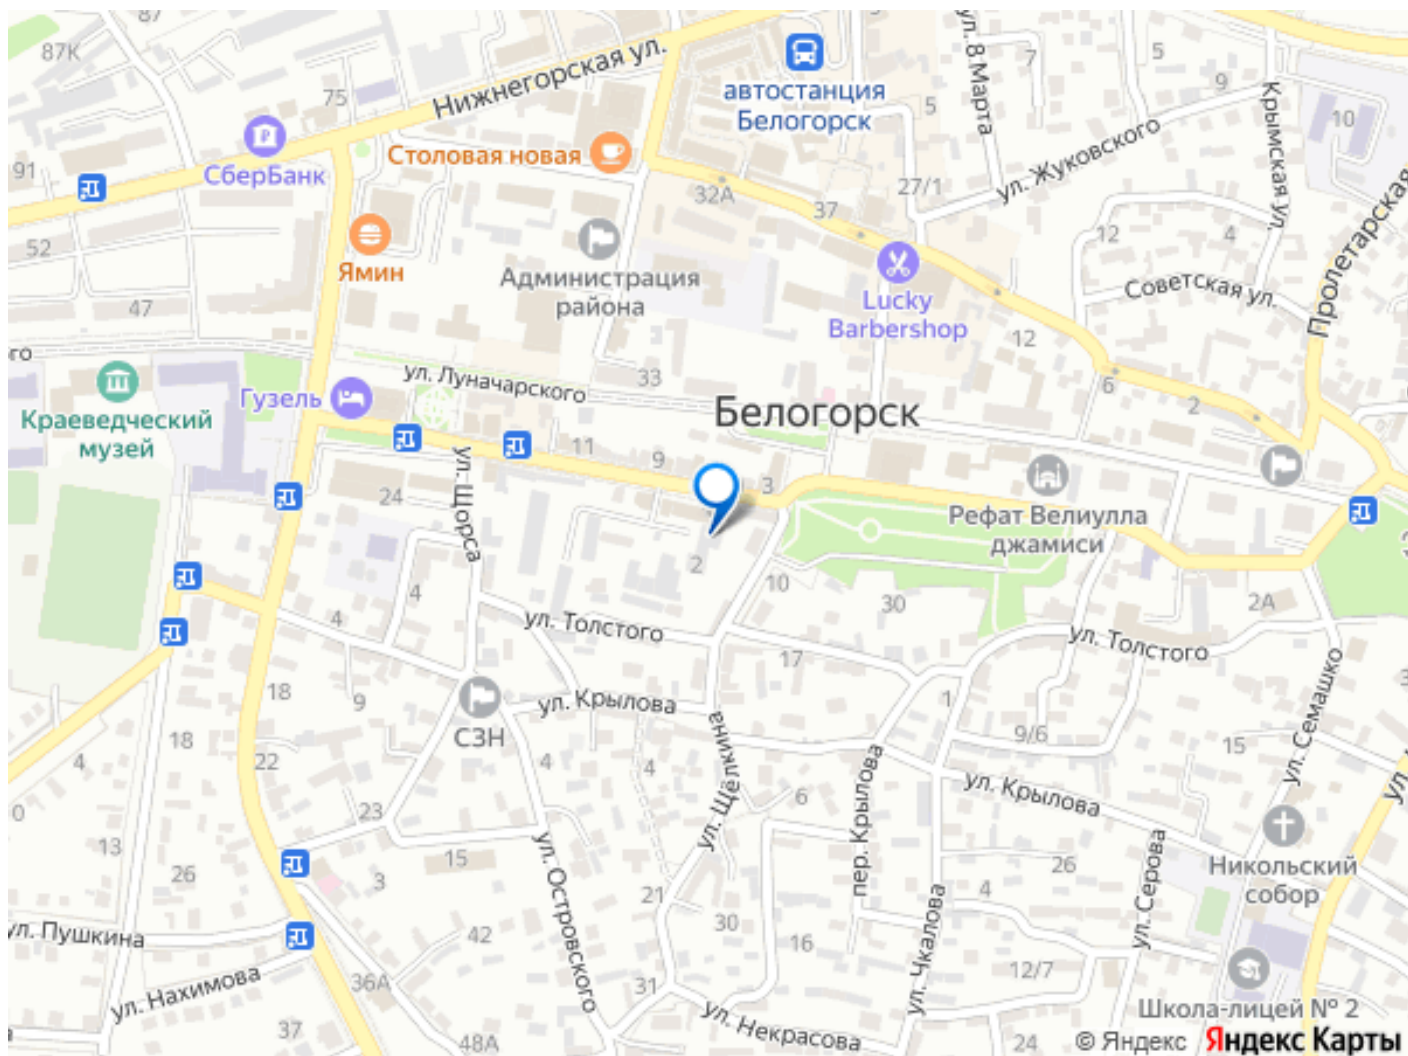 87К
75
Нижнегорская ул.
автостанция
Белогорск
ул. 8 Марта
7
5
5
9
10
Крымская ул.
ул. Жуковского
Пролетарская
91
СберБанк
Столовая новая
32А
37
27/1
12
4
52
Ямин
Администрация
района
Lucky
Barbershop
Советская ул.
47
12
ого
33
ул. Луначарского
6
2
Краеведческий
музей
Гузель
Белогорск
11
9
3
24
ул. Щорса
Рефат Велиулла
джамиси
2
10
30
2А
4
4
ул. Толстого
ул. Толстого
17
18
9
1
ул. Крылова
СЗН
18
4
22
4
4
9/6
15
ул. Семашко
ул. Щёлкина
пер. Крылова
6
ул. Крылова
0
13
23
15
26
3
26
4
21
30
Никольский
собор
ул. Островского
ул. Чкалова
ул. Серова
ул. Пушкина
42
16
12/7
36А
31
ул. Нахимова
Школа-лицей № 2
37
48А
ул. Некрасова
24
© Яндекс Яндекс Карты